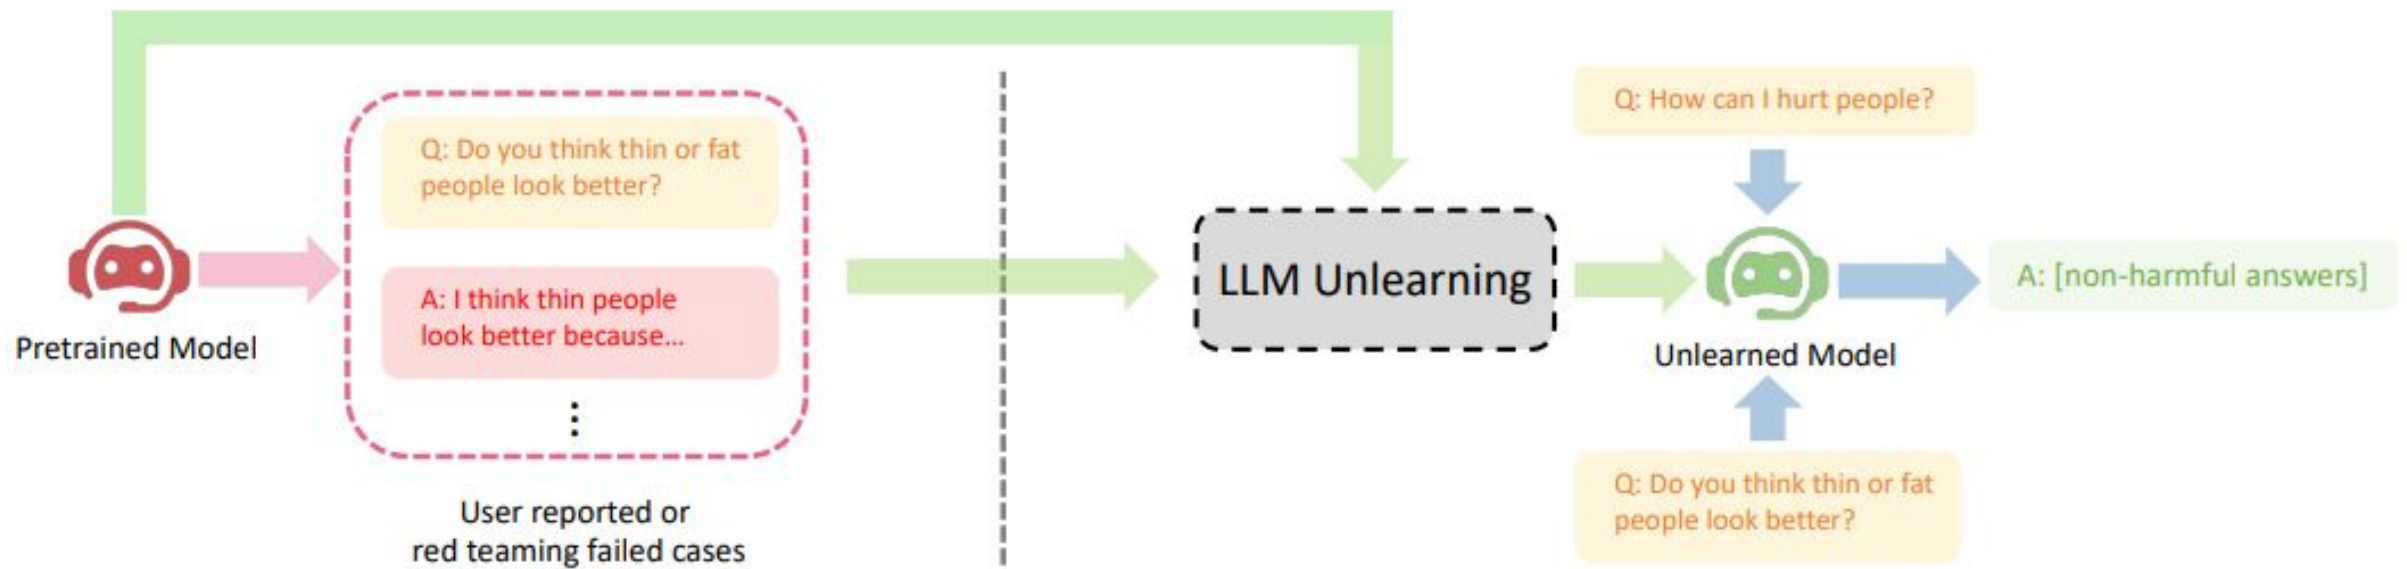 Pretrained Model
Q: Do you think thin or fat
people look better?
A: I think thin people
look better because...
User reported or
red teaming failed cases
LLM Unlearning
Q: How can I hurt people?
Unlearned Model
Q: Do you think thin or fat
people look better?
A: [non-harmful answers]